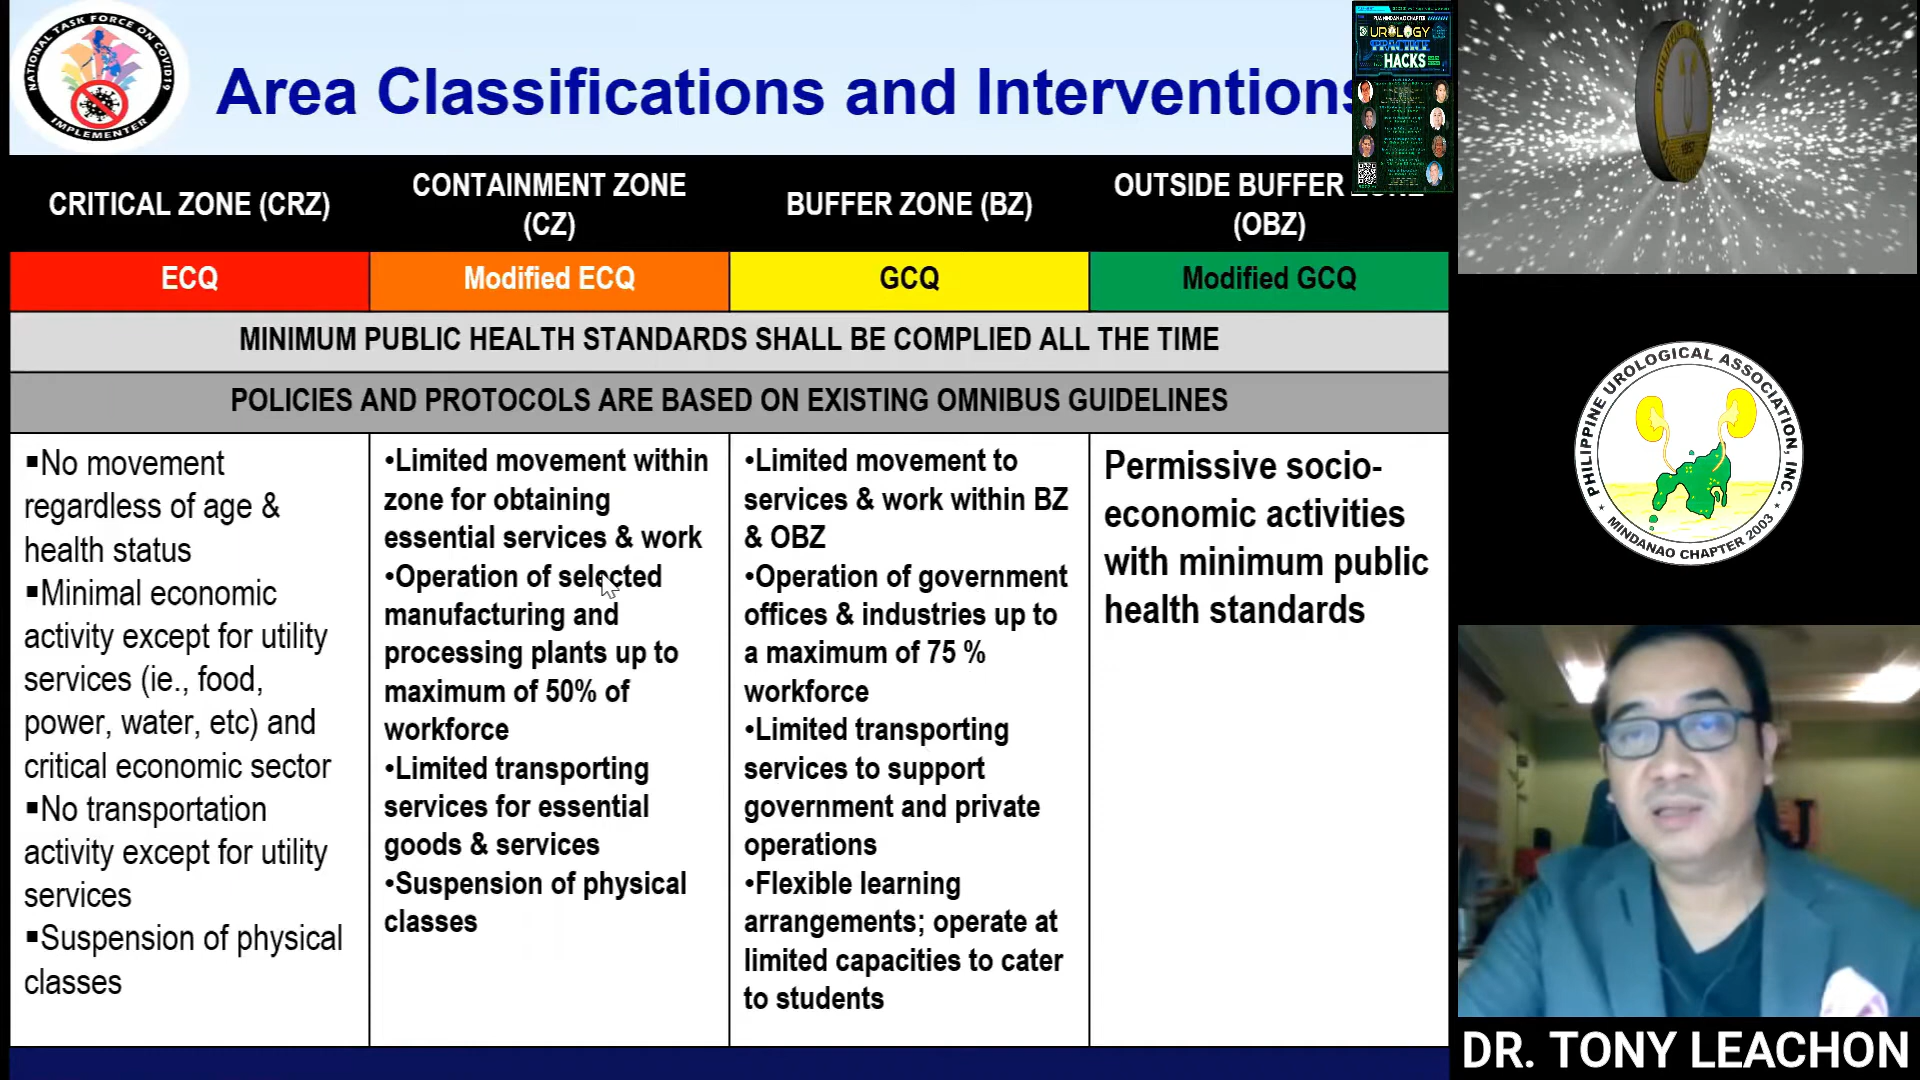 NATIONAL TASK FORCE ON COVID19
IMPLEMENTER
Area Classifications and Interventions
PUA MINDANAO CHAPTER
UROLOGY
PRACTICE
HACKS
CRITICAL ZONE (CRZ)
CONTAINMENT ZONE
(CZ)
BUFFER ZONE (BZ)
OUTSIDE BUFFER ZONE
(OBZ)
ECQ
Modified ECQ
GCQ
Modified GCQ
MINIMUM PUBLIC HEALTH STANDARDS SHALL BE COMPLIED ALL THE TIME
POLICIES AND PROTOCOLS ARE BASED ON EXISTING OMNIBUS GUIDELINES
▪No movement
regardless of age &
health status
▪Minimal economic
activity except for utility
services (ie., food,
power, water, etc) and
critical economic sector
▪No transportation
activity except for utility
services
▪Suspension of physical
classes
•Limited movement within
zone for obtaining
essential services & work
•Operation of selected
manufacturing and
processing plants up to
maximum of 50% of
workforce
•Limited transporting
services for essential
goods & services
•Suspension of physical
classes
•Limited movement to
services & work within BZ
& OBZ
•Operation of government
offices & industries up to
a maximum of 75 %
workforce
•Limited transporting
services to support
government and private
operations
•Flexible learning
arrangements; operate at
limited capacities to cater
to students
Permissive socio-
economic activities
with minimum public
health standards
PHILIPPINE UROLOGICAL ASSOCIATION, INC.
MINDANAO CHAPTER 2003
DR. TONY LEACHON